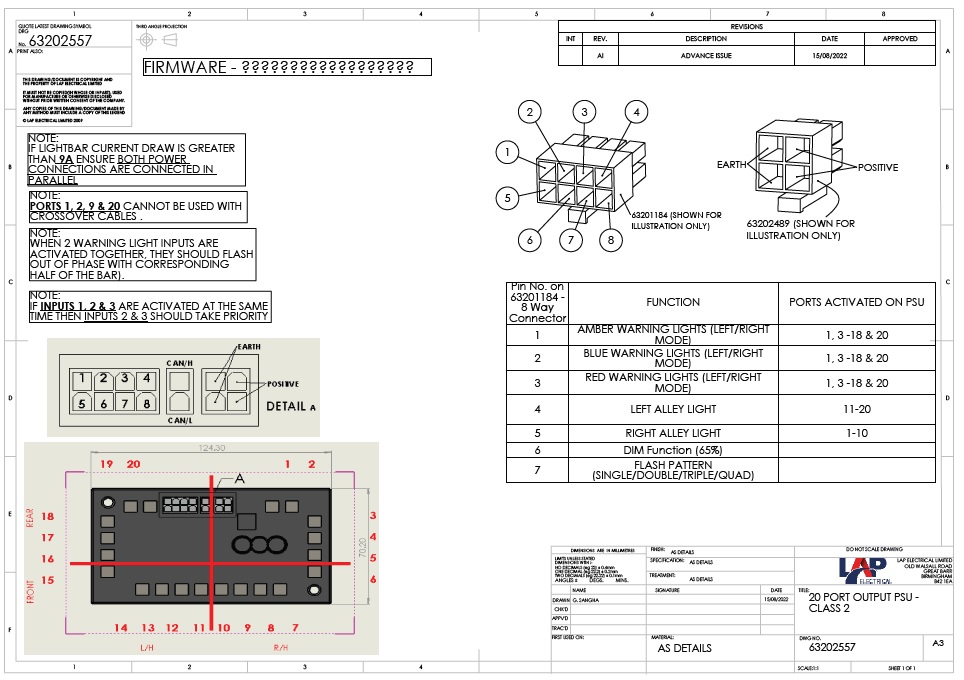 1 2 3 4 5 6 7 8
QUOTE LATEST DRAWING SYMBOL
DRG
No. 63202557
PRINT ALSO:
THIRD ANGLE PROJECTION
THIS DRAWING/DOCUMENT IS COPYRIGHT AND
THE PROPERTY OF LAP ELECTRICAL LIMITED
IT MUST NOT BE COPIED IN WHOLE OR IN PART, USED
FOR MANUFACTURE OR OTHERWISE DISCLOSED
WITHOUT PRIOR WRITTEN CONSENT OF THE COMPANY.
ANY COPIES OF THE DRAWING/DOCUMENT MADE BY
ANY METHOD MUST INCLUDE A COPY OF THIS LEGEND
© LAP ELECTRICAL LIMITED 2009
FIRMWARE - ??????????????????
REVISIONS
INT REV. DESCRIPTION DATE APPROVED
AI ADVANCE ISSUE 15/08/2022
A A
B B
C C
D D
E E
F F
NOTE:
IF LIGHTBAR CURRENT DRAW IS GREATER
THAN 9A ENSURE BOTH POWER
CONNECTIONS ARE CONNECTED IN
PARALLEL
NOTE:
PORTS 1, 2, 9 & 20 CANNOT BE USED WITH
CROSSOVER CABLES .
NOTE:
WHEN 2 WARNING LIGHT INPUTS ARE
ACTIVATED TOGETHER, THEY SHOULD FLASH
OUT OF PHASE WITH CORRESPONDING
HALF OF THE BAR).
NOTE:
IF INPUTS 1, 2 & 3 ARE ACTIVATED AT THE SAME
TIME THEN INPUTS 2 & 3 SHOULD TAKE PRIORITY
2 3 4
1
5
6 7 8
63201184 (SHOWN FOR
ILLUSTRATION ONLY)
EARTH
POSITIVE
63202489 (SHOWN FOR
ILLUSTRATION ONLY)
Pin No. on
63201184 -
8 Way
Connector
FUNCTION
PORTS ACTIVATED ON PSU
1 AMBER WARNING LIGHTS (LEFT/RIGHT
MODE) 1, 3 -18 & 20
2 BLUE WARNING LIGHTS (LEFT/RIGHT
MODE) 1, 3 -18 & 20
3 RED WARNING LIGHTS (LEFT/RIGHT
MODE) 1, 3 -18 & 20
4 LEFT ALLEY LIGHT 11-20
5 RIGHT ALLEY LIGHT 1-10
6 DIM Function (65%)
7 FLASH PATTERN
(SINGLE/DOUBLE/TRIPLE/QUAD)
EARTH
CAN/H
1 2 3 4
POSITIVE
5 6 7 8
DETAIL A
CAN/L
124,30
19 20 1 2
A
REAR
18 3
17 4
16 5
15 6
70,20
FRONT
14 13 12 11 10 9 8 7
L/H R/H
DIMENSIONS ARE IN MILLIMETRES
LIMITS UNLESS STATED
DIMENSIONS WITH :-
ANGLES ± DEGS. MINS.
FINISH: AS DETAILS
SPECIFICATION: AS DETAILS
TREATMENT: AS DETAILS
DO NOT SCALE DRAWING
LAP
ELECTRICAL
LAP ELECTRICAL LIMITED
OLD WALSALL ROAD
GREAT BARR
BIRMINGHAM
B42 1EA
NAME SIGNATURE DATE
DRAWN G. SANGHA 15/08/2022
CHK'D
APPV'D
TRAC'D
TITLE:
20 PORT OUTPUT PSU -
CLASS 2
FIRST USED ON:
MATERIAL:
AS DETAILS
DWG NO.
63202557
A3
SCALE:1:1
SHEET 1 OF 1
1 2 3 4 5 6 7 8